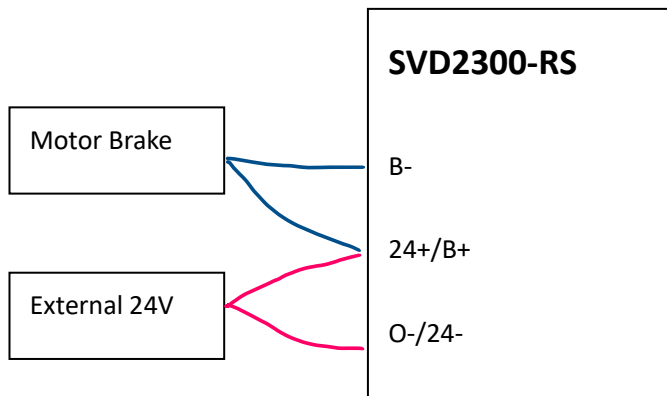 SVD2300-RS
Motor Brake
B-
24+/B+
External 24V
O-/24-